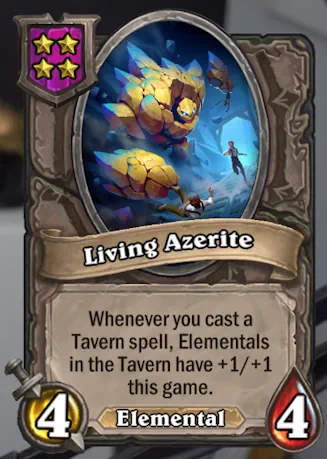 Living Azerite
Whenever you cast a
Tavern spell, Elementals
in the Tavern have +1/+1
this game.
4
Elemental
4